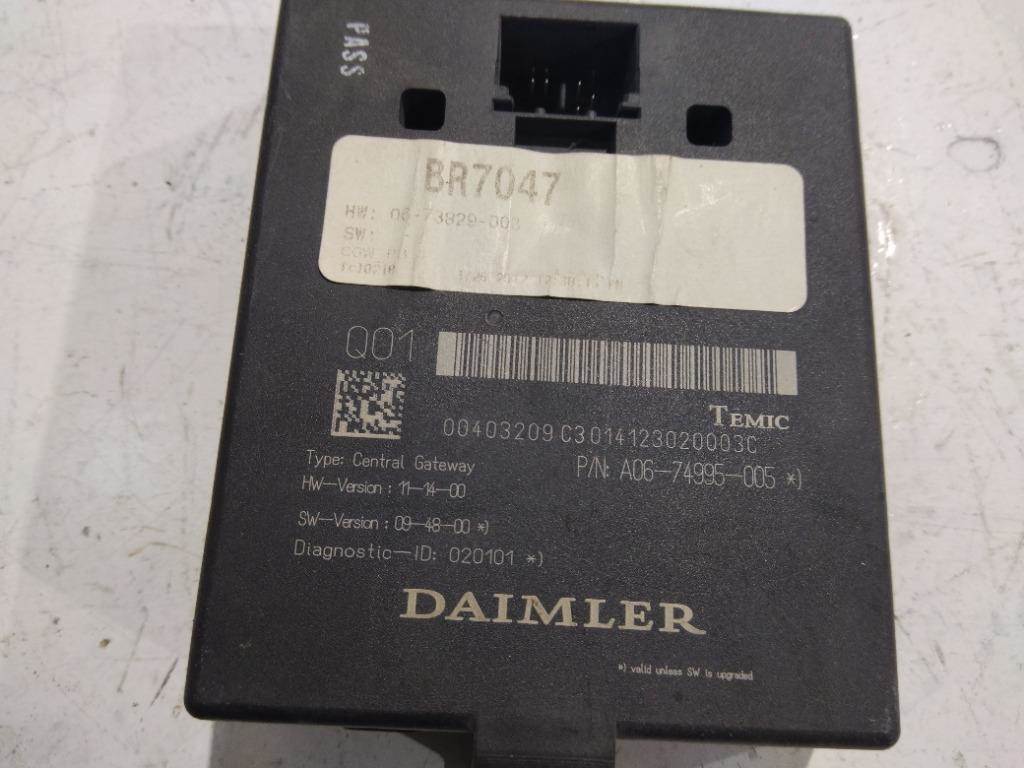 PASS
BR7047
HW: 06-73829-003
SW:
Q01
TEMIC
00403209 C3014123020003C
Type: Central Gateway
P/N: A06-74995-005 *)
HW-Version : 11-14-00
SW-Version : 09-48-00 *)
Diagnostic-ID: 020101 *)
DAIMLER
*) valid unless SW is upgraded